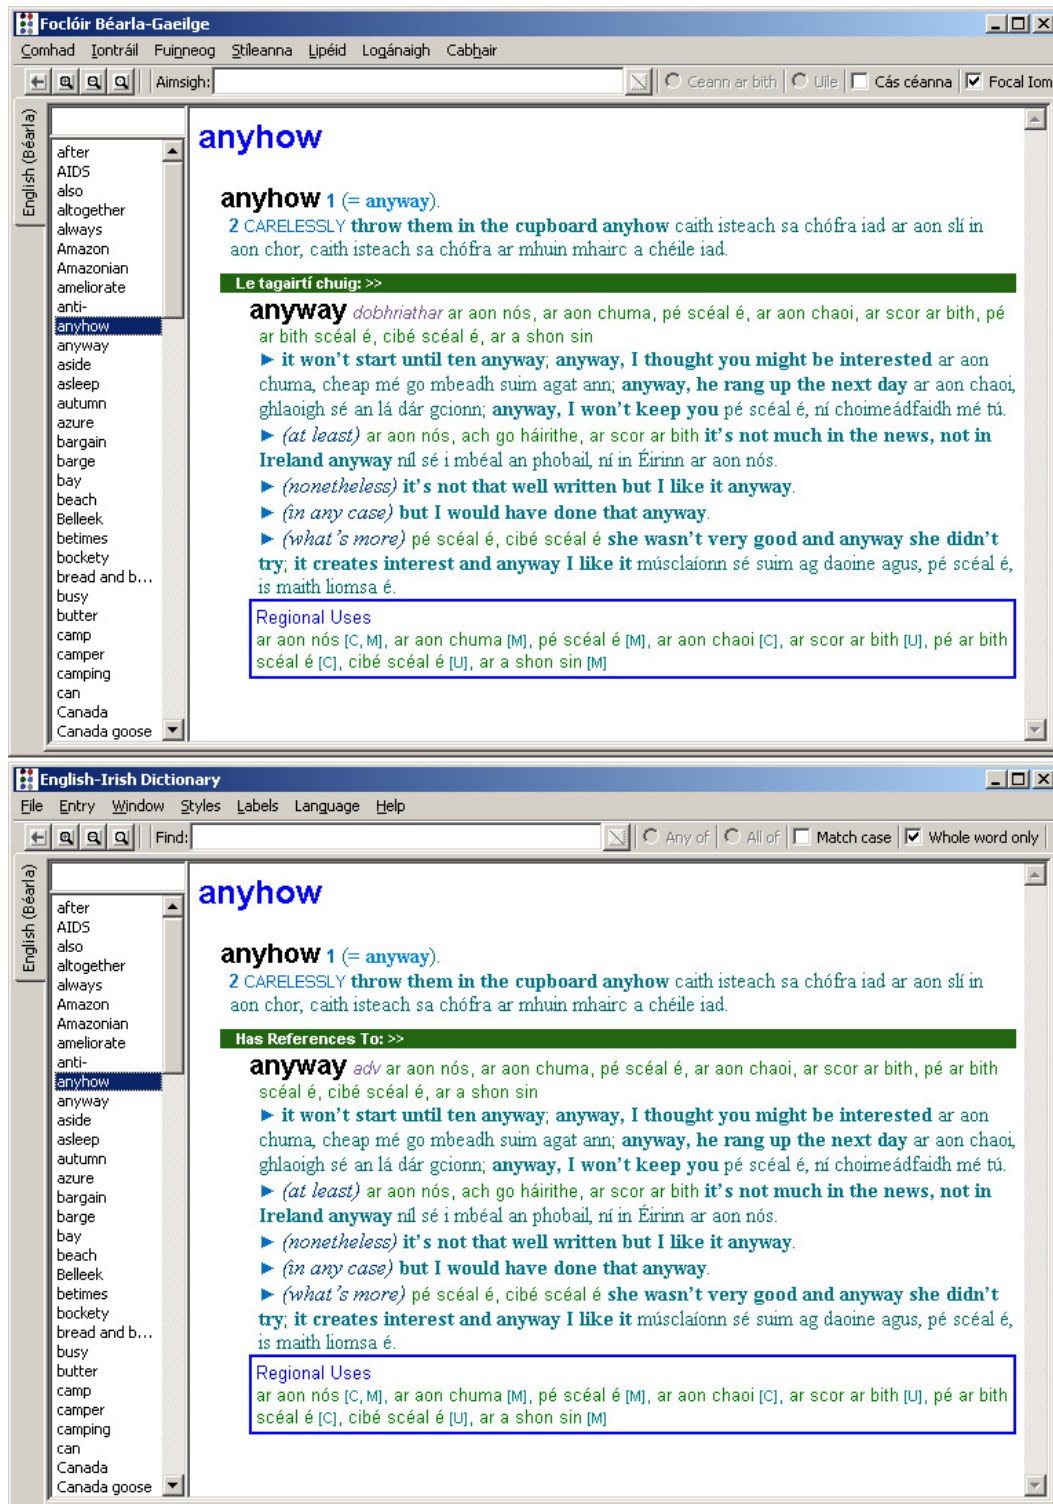 Foclóir Béarla-Gaeilge
Comhad Iontráil Fuinneog Stíleanna Lipéid Logánaigh Cabhair
Aimsigh: Ceann ar bith Uile Cás céanna Focal Iom
English (Béarla)
after
AIDS
also
altogether
always
Amazon
Amazonian
ameliorate
anti-
anyhow
anyway
aside
asleep
autumn
azure
bargain
barge
bay
beach
Belleek
betimes
bockety
bread and b...
busy
butter
camp
camper
camping
can
Canada
Canada goose
anyhow
anyhow 1 (= anyway).
2 CARELESSLY throw them in the cupboard anyhow caith isteach sa chófra iad ar aon slí in
aon chor, caith isteach sa chófra ar mhuin mhairc a chéile iad.
Le tagairtí chuig: >>
anyway dobhriathar ar aon nós, ar aon chuma, pé scéal é, ar aon chaoi, ar scor ar bith, pé
ar bith scéal é, cibé scéal é, ar a shon sin
► it won't start until ten anyway; anyway, I thought you might be interested ar aon
chuma, cheap mé go mbeadh suim agat ann; anyway, he rang up the next day ar aon chaoi,
ghlaoigh sé an lá dár gcionn; anyway, I won't keep you pé scéal é, ní choimeádfaidh mé tú.
► (at least) ar aon nós, ach go háirithe, ar scor ar bith it's not much in the news, not in
Ireland anyway níl sé i mbéal an phobail, ní in Éirinn ar aon nós.
► (nonetheless) it's not that well written but I like it anyway.
► (in any case) but I would have done that anyway.
► (what's more) pé scéal é, cibé scéal é she wasn't very good and anyway she didn't
try; it creates interest and anyway I like it músclaíonn sé suim ag daoine agus, pé scéal é,
is maith liomsa é.
Regional Uses
ar aon nós [C, M], ar aon chuma [M], pé scéal é [M], ar aon chaoi [C], ar scor ar bith [U], pé ar bith
scéal é [C], cibé scéal é [U], ar a shon sin [M]
English-Irish Dictionary
File Entry Window Styles Labels Language Help
Find: Any of All of Match case Whole word only
English (Béarla)
after
AIDS
also
altogether
always
Amazon
Amazonian
ameliorate
anti-
anyhow
anyway
aside
asleep
autumn
azure
bargain
barge
bay
beach
Belleek
betimes
bockety
bread and b...
busy
butter
camp
camper
camping
can
Canada
Canada goose
anyhow
anyhow 1 (= anyway).
2 CARELESSLY throw them in the cupboard anyhow caith isteach sa chófra iad ar aon slí in
aon chor, caith isteach sa chófra ar mhuin mhairc a chéile iad.
Has References To: >>
anyway adv ar aon nós, ar aon chuma, pé scéal é, ar aon chaoi, ar scor ar bith, pé ar bith
scéal é, cibé scéal é, ar a shon sin
► it won't start until ten anyway; anyway, I thought you might be interested ar aon
chuma, cheap mé go mbeadh suim agat ann; anyway, he rang up the next day ar aon chaoi,
ghlaoigh sé an lá dár gcionn; anyway, I won't keep you pé scéal é, ní choimeádfaidh mé tú.
► (at least) ar aon nós, ach go háirithe, ar scor ar bith it's not much in the news, not in
Ireland anyway níl sé i mbéal an phobail, ní in Éirinn ar aon nós.
► (nonetheless) it's not that well written but I like it anyway.
► (in any case) but I would have done that anyway.
► (what's more) pé scéal é, cibé scéal é she wasn't very good and anyway she didn't
try; it creates interest and anyway I like it músclaíonn sé suim ag daoine agus, pé scéal é,
is maith liomsa é.
Regional Uses
ar aon nós [C, M], ar aon chuma [M], pé scéal é [M], ar aon chaoi [C], ar scor ar bith [U], pé ar bith
scéal é [C], cibé scéal é [U], ar a shon sin [M]